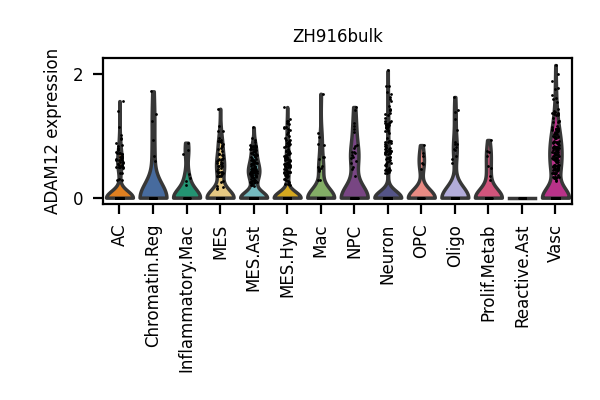 ZH916bulk
ADAM12 expression
2
0
AC
Chromatin.Reg
Inflammatory.Mac
MES
MES.Ast
MES.Hyp
Mac
NPC
Neuron
OPC
Oligo
Prolif.Metab
Reactive.Ast
Vasc